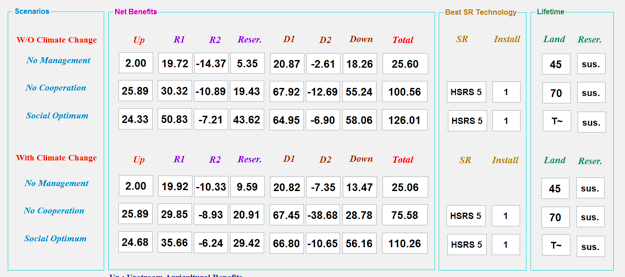 Scenarios Net Benefits Best SR Technology Lifetime
W/O Climate Change Up R1 R2 Reser. D1 D2 Down Total SR Install Land Reser.
No Management 2.00 19.72 -14.37 5.35 20.87 -2.61 18.26 25.60 45 sus.
No Cooperation 25.89 30.32 -10.89 19.43 67.92 -12.69 55.24 100.56 HSRS 5 1 70 sus.
Social Optimum 24.33 50.83 -7.21 43.62 64.95 -6.90 58.06 126.01 HSRS 5 1 T~ sus.
With Climate Change Up R1 R2 Reser. D1 D2 Down Total SR Install Land Reser.
No Management 2.00 19.92 -10.33 9.59 20.82 -7.35 13.47 25.06 45 sus.
No Cooperation 25.89 29.85 -8.93 20.91 67.45 -38.68 28.78 75.58 HSRS 5 1 70 sus.
Social Optimum 24.68 35.66 -6.24 29.42 66.80 -10.65 56.16 110.26 HSRS 5 1 T~ sus.
Up : Upstream Agricultural Benefits